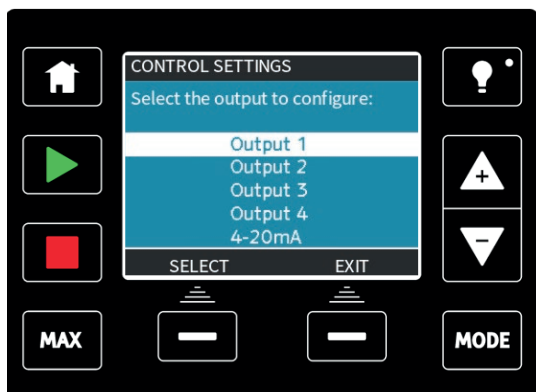 CONTROL SETTINGS
Select the output to configure:
Output 1
Output 2
Output 3
Output 4
4-20mA
SELECT EXIT
MAX
MODE